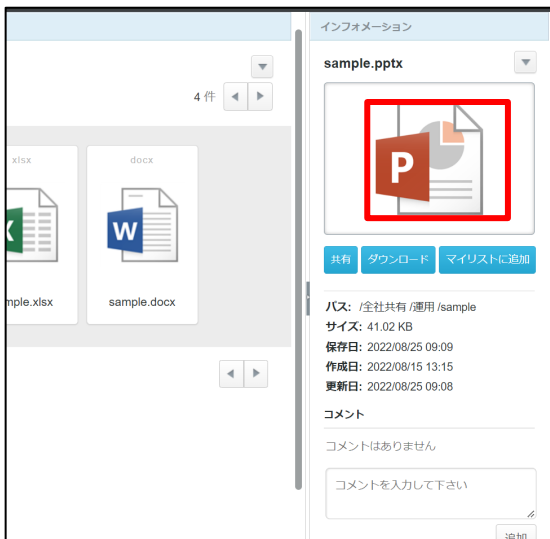 インフォメーション
sample.pptx
4 件
xlsx
docx
P
W
sample.docx
共有 ダウンロード マイリストに追加
パス: /全社共有 /運用 /sample
サイズ: 41.02 KB
保存日: 2022/08/25 09:09
作成日: 2022/08/15 13:15
更新日: 2022/08/25 09:08
コメント
コメントはありません
コメントを入力して下さい
追加